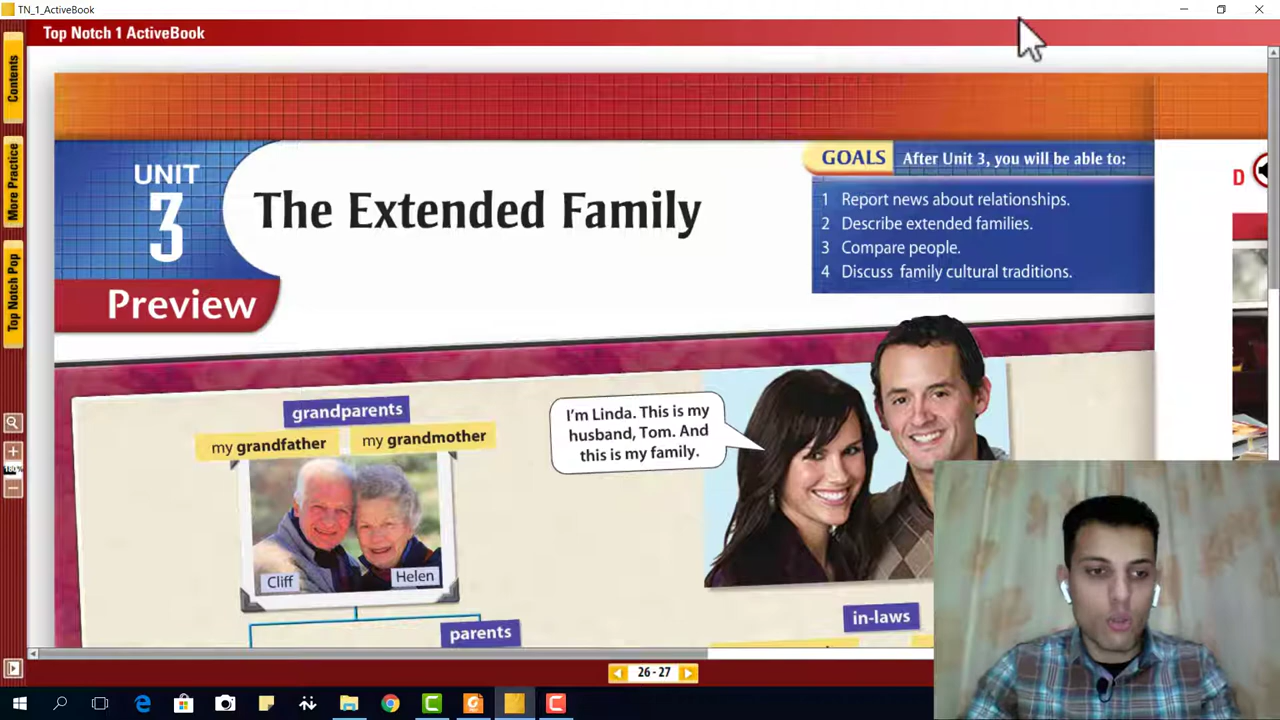 TN_1_ActiveBook
Top Notch 1 ActiveBook
Contents
More Practice
Top Notch Pop
UNIT
3
Preview
The Extended Family
GOALS After Unit 3, you will be able to:
1 Report news about relationships.
2 Describe extended families.
3 Compare people.
4 Discuss family cultural traditions.
D
grandparents
my grandfather
my grandmother
Cliff
Helen
parents
I'm Linda. This is my
husband, Tom. And
this is my family.
in-laws
26-27